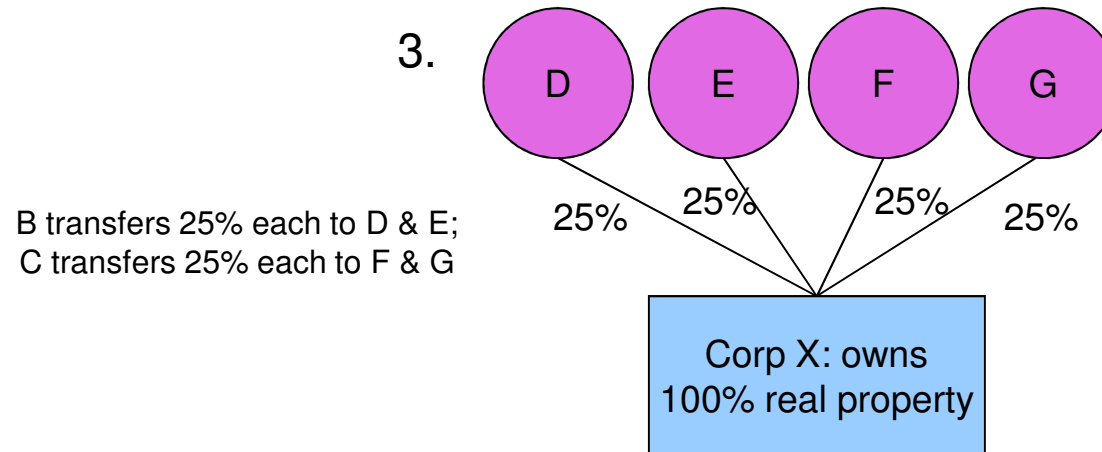 3.
D E F G
25% 25% 25% 25%
B transfers 25% each to D & E;
C transfers 25% each to F & G
Corp X: owns
100% real property